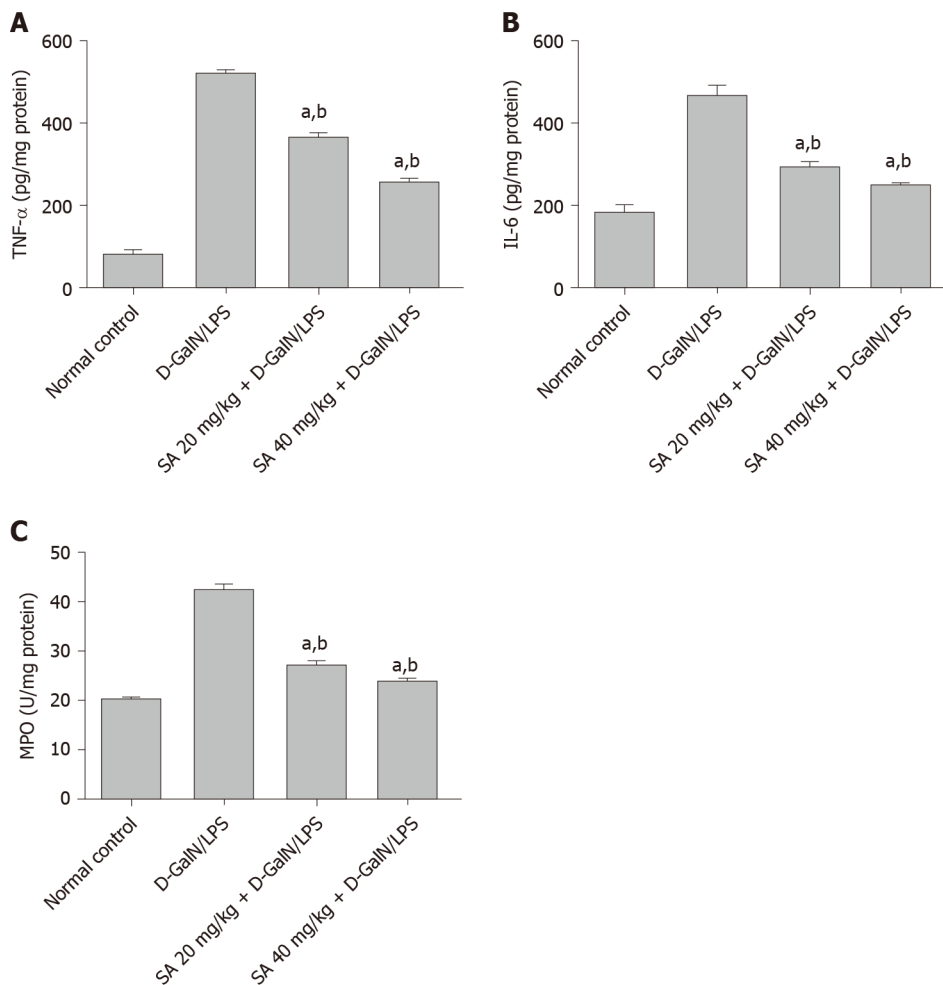 A
600
400
200
0
TNF-α (pg/mg protein)
a,b
a,b
Normal control
D-GalN/LPS
SA 20 mg/kg + D-GalN/LPS
SA 40 mg/kg + D-GalN/LPS
B
600
400
200
0
IL-6 (pg/mg protein)
a,b
a,b
Normal control
D-GalN/LPS
SA 20 mg/kg + D-GalN/LPS
SA 40 mg/kg + D-GalN/LPS
C
50
40
30
20
10
0
MPO (U/mg protein)
a,b
a,b
Normal control
D-GalN/LPS
SA 20 mg/kg + D-GalN/LPS
SA 40 mg/kg + D-GalN/LPS